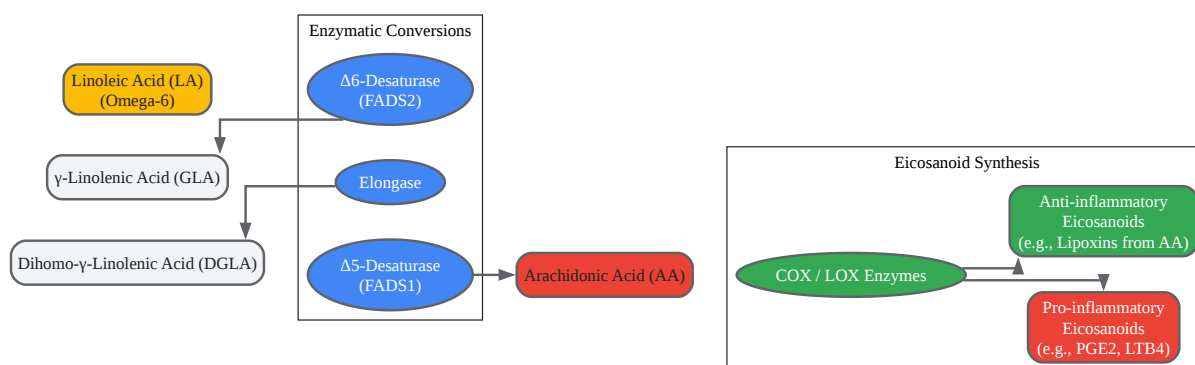 Enzymatic Conversions
Linoleic Acid (LA)
(Omega-6)
Δ6-Desaturase
(FADS2)
γ-Linolenic Acid (GLA)
Elongase
Dihomo-γ-Linolenic Acid (DGLA)
Δ5-Desaturase
(FADS1)
Arachidonic Acid (AA)
Eicosanoid Synthesis
COX / LOX Enzymes
Anti-inflammatory
Eicosanoids
(e.g., Lipoxins from AA)
Pro-inflammatory
Eicosanoids
(e.g., PGE2, LTB4)